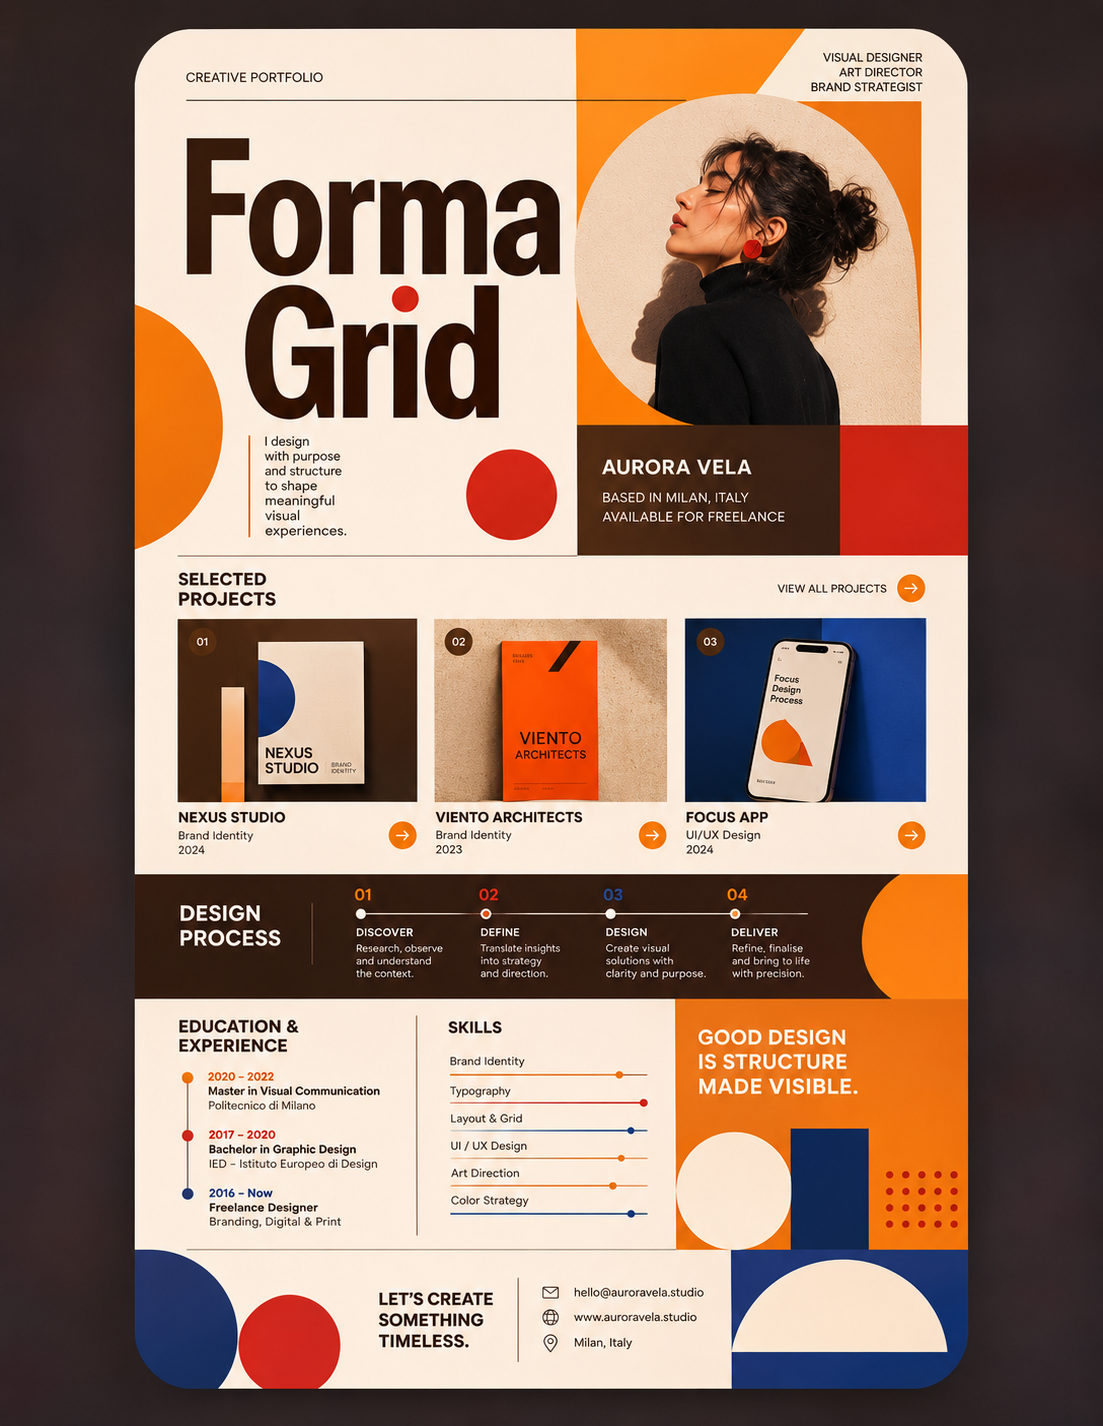 CREATIVE PORTFOLIO
VISUAL DESIGNER
ART DIRECTOR
BRAND STRATEGIST
Forma
Grid
I design
with purpose
and structure
to shape
meaningful
visual
experiences.
AURORA VELA
BASED IN MILAN, ITALY
AVAILABLE FOR FREELANCE
SELECTED
PROJECTS
VIEW ALL PROJECTS
01
NEXUS
STUDIO
BRAND
IDENTITY
NEXUS STUDIO
Brand Identity
2024
02
VIENTO
ARCHITECTS
VIENTO ARCHITECTS
Brand Identity
2023
03
Focus
Design
Process
FOCUS APP
UI/UX Design
2024
DESIGN
PROCESS
01
DISCOVER
Research, observe
and understand
the context.
02
DEFINE
Translate insights
into strategy
and direction.
03
DESIGN
Create visual
solutions with
clarity and purpose.
04
DELIVER
Refine, finalise
and bring to life
with precision.
EDUCATION &
EXPERIENCE
2020 – 2022
Master in Visual Communication
Politecnico di Milano
2017 – 2020
Bachelor in Graphic Design
IED – Istituto Europeo di Design
2016 – Now
Freelance Designer
Branding, Digital & Print
SKILLS
Brand Identity
Typography
Layout & Grid
UI / UX Design
Art Direction
Color Strategy
GOOD DESIGN
IS STRUCTURE
MADE VISIBLE.
LET'S CREATE
SOMETHING
TIMELESS.
hello@auroravela.studio
www.auroravela.studio
Milan, Italy